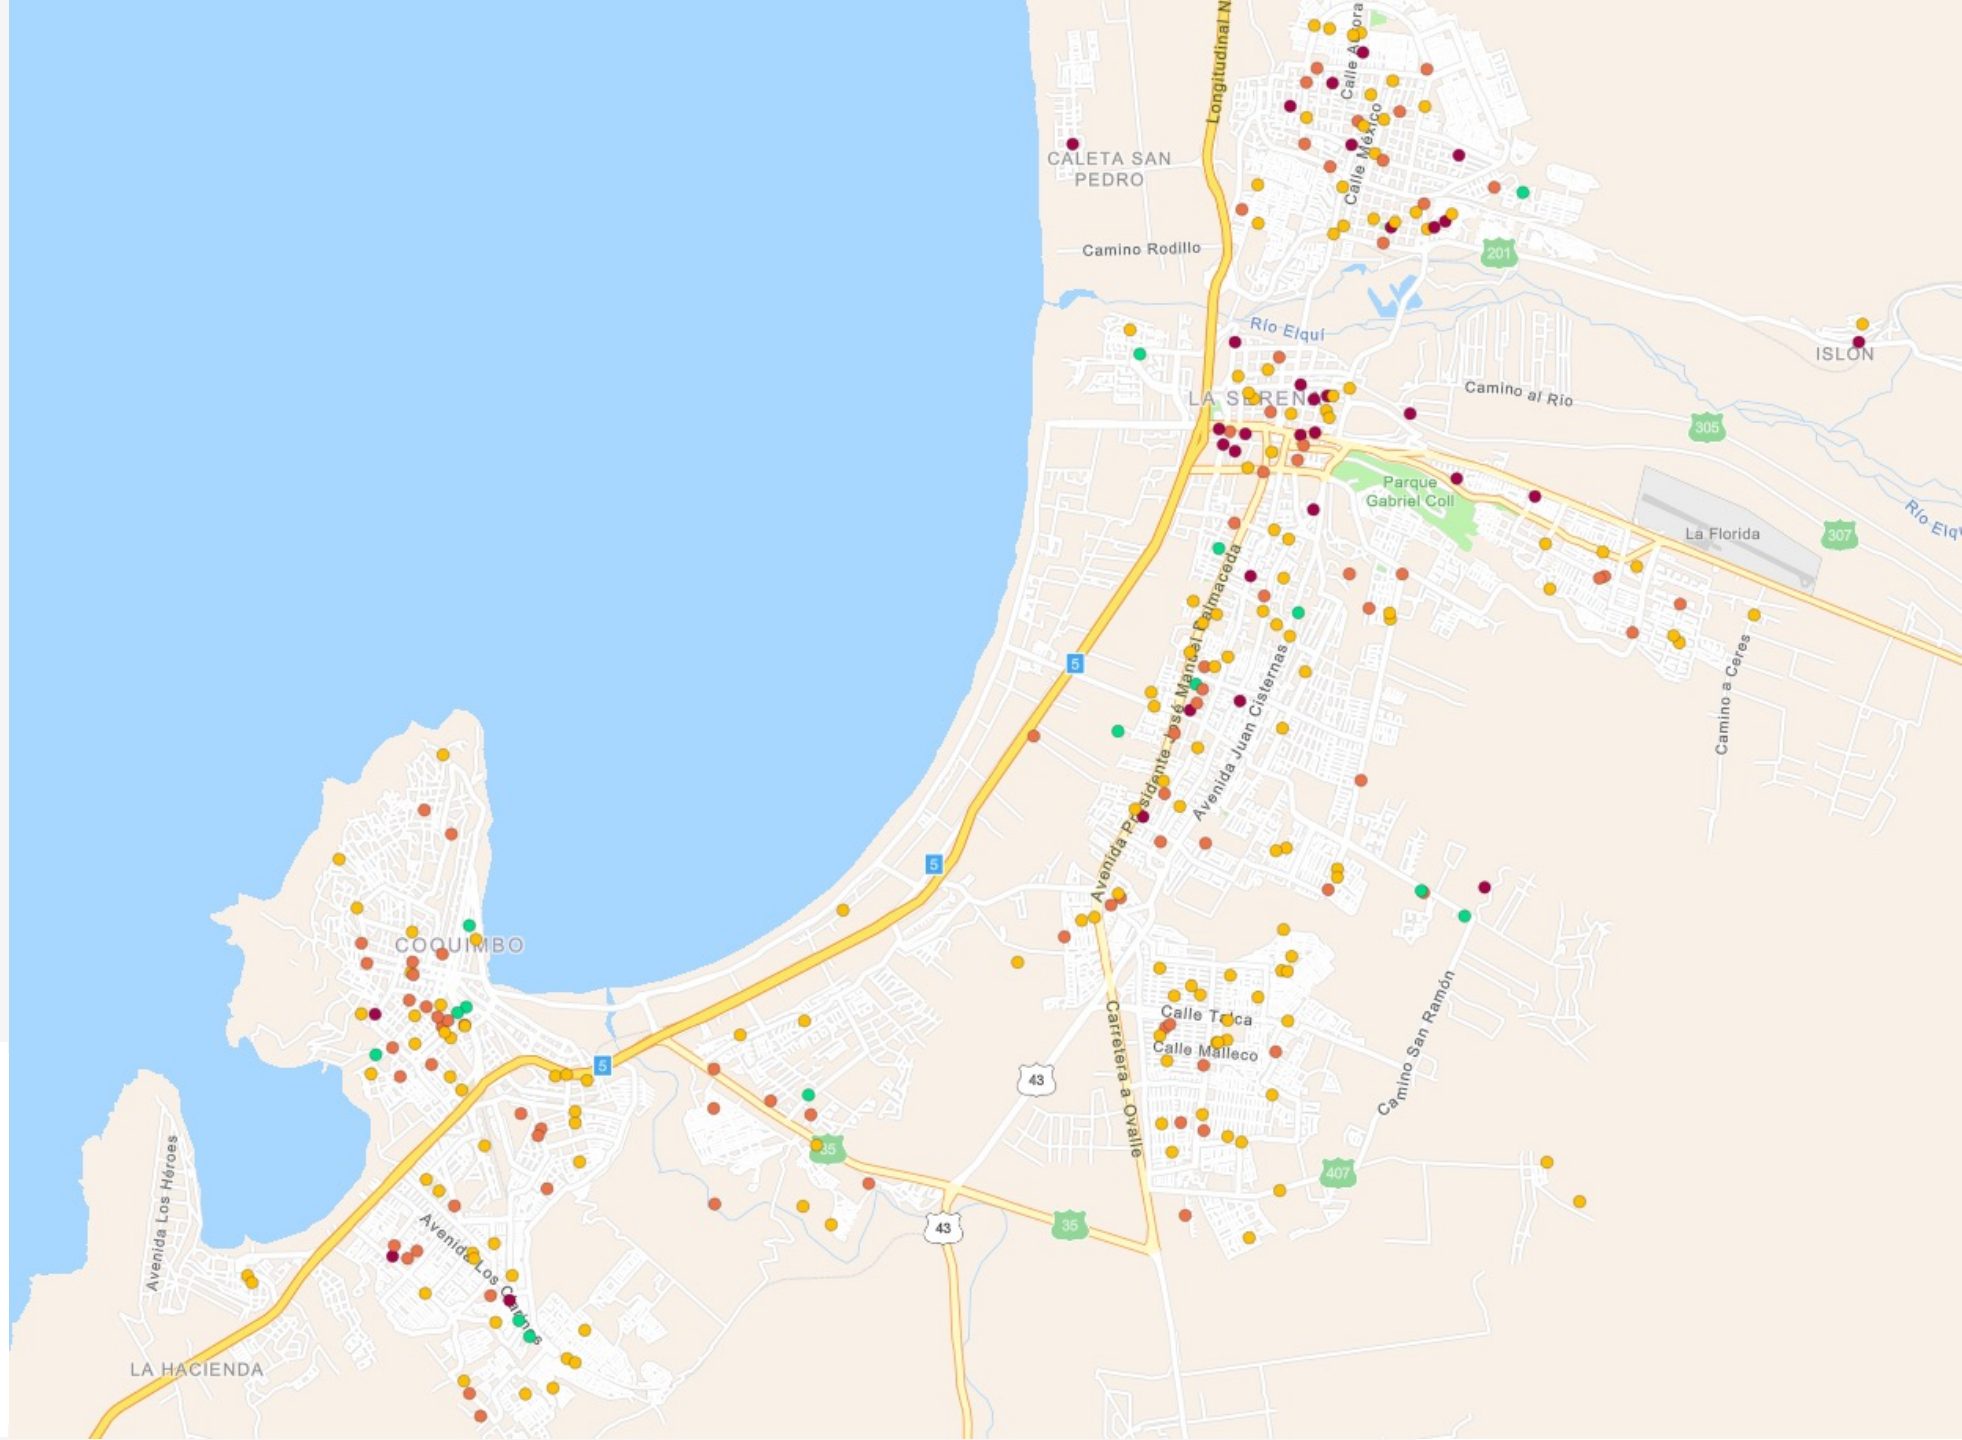 Longitudinal N
Calle A ora
Calle México
CALETA SAN
PEDRO
Camino Rodillo
201
Río Elquí
ISLÓN
Camino al Río
LA SEREN
305
Parque
Gabriel Coll
La Florida
307
Río Elqu
Avenida Presidente José Manuel Balmaceda
Avenida Juan Cisternas
Camino a Ceres
5
5
COQUIMBO
Calle Talca
Calle Malleco
Camino San Ramón
Carretera a Ovalle
5
43
35
407
Avenida Los Héroes
43
35
Avenida Los Clarines
LA HACIENDA